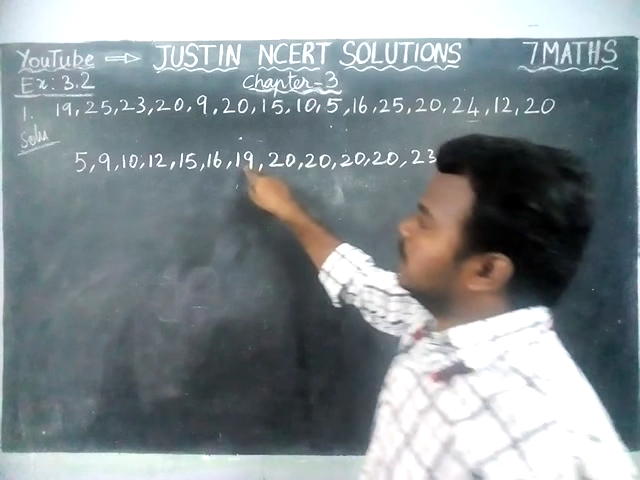 YouTube ⇒ JUSTIN NCERT SOLUTIONS 7 MATHS
Ex: 3.2 Chapter-3
1. 19, 25, 23, 20, 9, 20, 15, 10, 5, 16, 25, 20, 24, 12, 20
Soln
5, 9, 10, 12, 15, 16, 19, 20, 20, 20, 20, 23